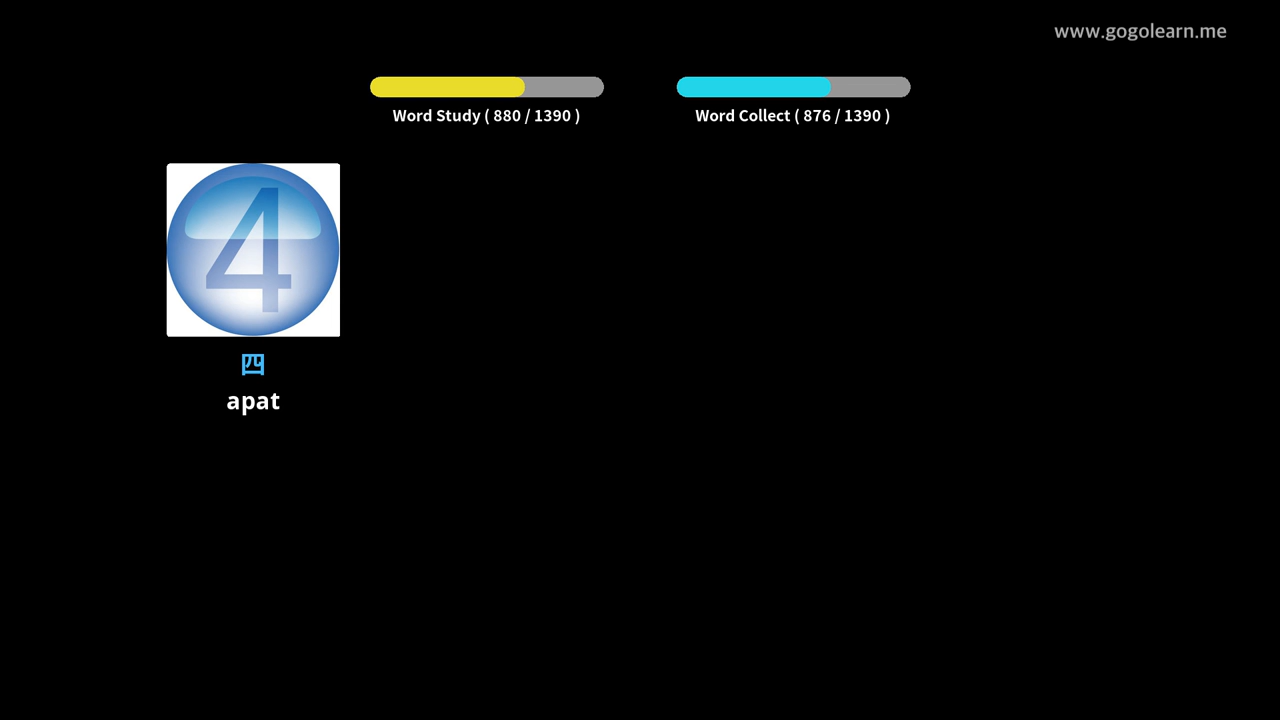 www.gogolearn.me
Word Study ( 880 / 1390 )
Word Collect ( 876 / 1390 )
4
四
apat